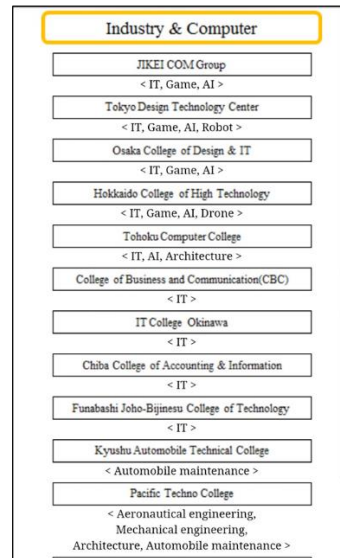 Industry & Computer
JIKEI COM Group
< IT, Game, AI >
Tokyo Design Technology Center
< IT, Game, AI, Robot >
Osaka College of Design & IT
< IT, Game, AI >
Hokkaido College of High Technology
< IT, Game, AI, Drone >
Tohoku Computer College
< IT, AI, Architecture >
College of Business and Communication(CBC)
< IT >
IT College Okinawa
< IT >
Chiba College of Accounting & Information
< IT >
Funabashi Joho-Bijinesu College of Technology
< IT >
Kyushu Automobile Technical College
< Automobile maintenance >
Pacific Techno College
< Aeronautical engineering,
Mechanical engineering,
Architecture, Automobile maintenance >